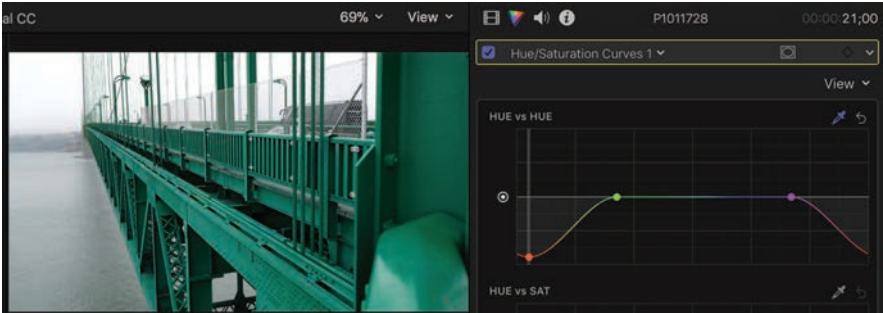 al CC
69%
View
P1011728
00:00:21;00
Hue/Saturation Curves 1
View
HUE vs HUE
HUE vs SAT